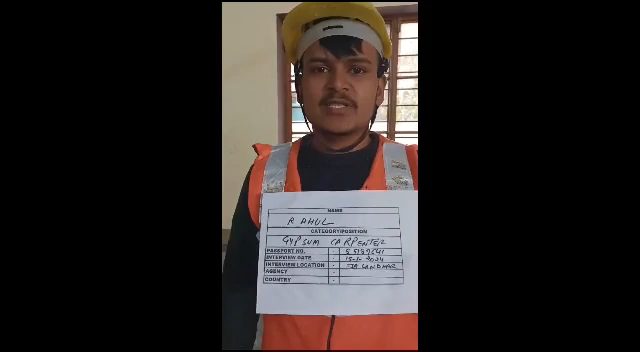 NAME
RAHUL
CATEGORY/POSITION
GYPSUM CARPENTER
PASSPORT NO. -
INTERVIEW DATE -
INTERVIEW LOCATION -
AGENCY -
COUNTRY -